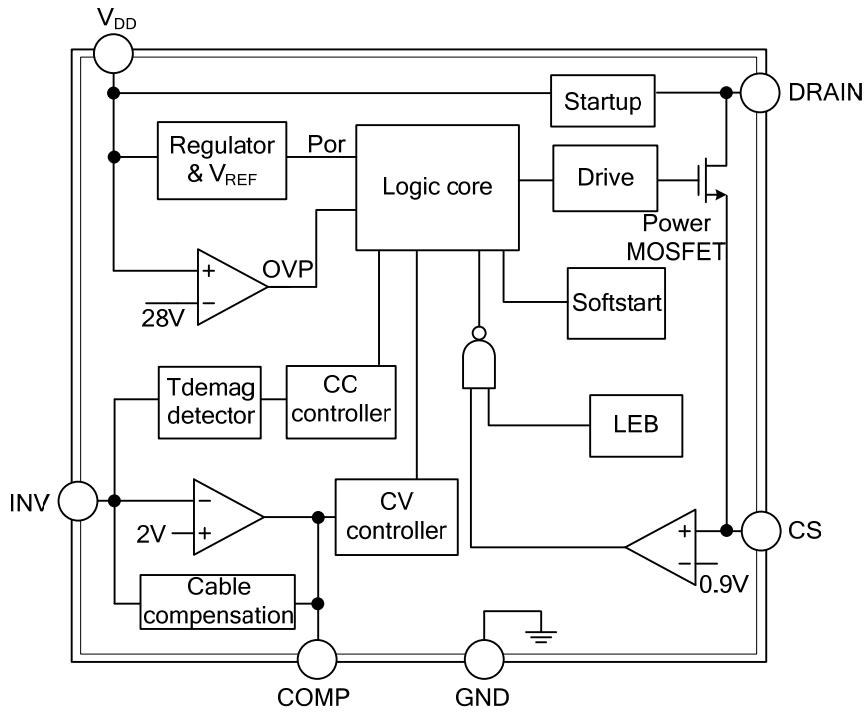 VDD
Startup
DRAIN
Regulator
& VREF
Por
Logic core
Drive
Power
MOSFET
+
OVP
−
28V
Softstart
Tdemag
detector
CC
controller
LEB
INV
−
2V
+
CV
controller
+
CS
−
0.9V
Cable
compensation
COMP
GND